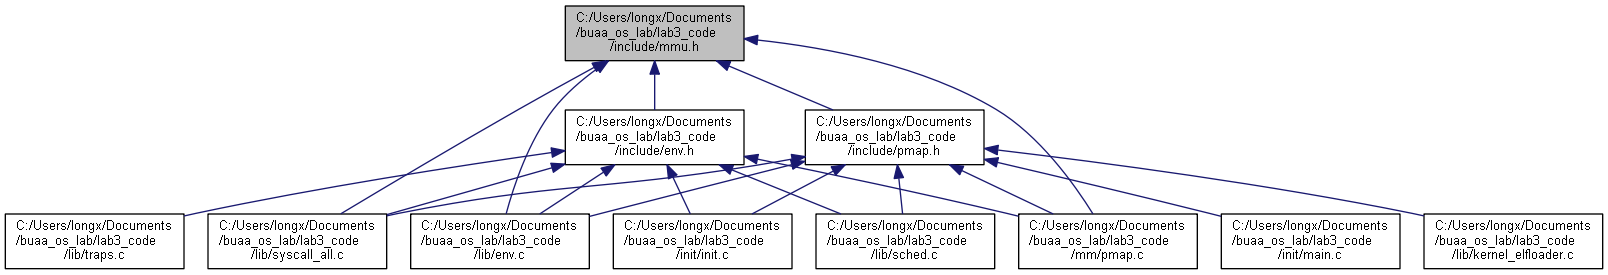 C:/Users/longx/Documents
/buaa_os_lab/lab3_code
/include/mmu.h
C:/Users/longx/Documents
/buaa_os_lab/lab3_code
/include/env.h
C:/Users/longx/Documents
/buaa_os_lab/lab3_code
/include/pmap.h
C:/Users/longx/Documents
/buaa_os_lab/lab3_code
/lib/traps.c
C:/Users/longx/Documents
/buaa_os_lab/lab3_code
/lib/syscall_all.c
C:/Users/longx/Documents
/buaa_os_lab/lab3_code
/lib/env.c
C:/Users/longx/Documents
/buaa_os_lab/lab3_code
/init/init.c
C:/Users/longx/Documents
/buaa_os_lab/lab3_code
/lib/sched.c
C:/Users/longx/Documents
/buaa_os_lab/lab3_code
/mm/pmap.c
C:/Users/longx/Documents
/buaa_os_lab/lab3_code
/init/main.c
C:/Users/longx/Documents
/buaa_os_lab/lab3_code
/lib/kernel_elfloader.c